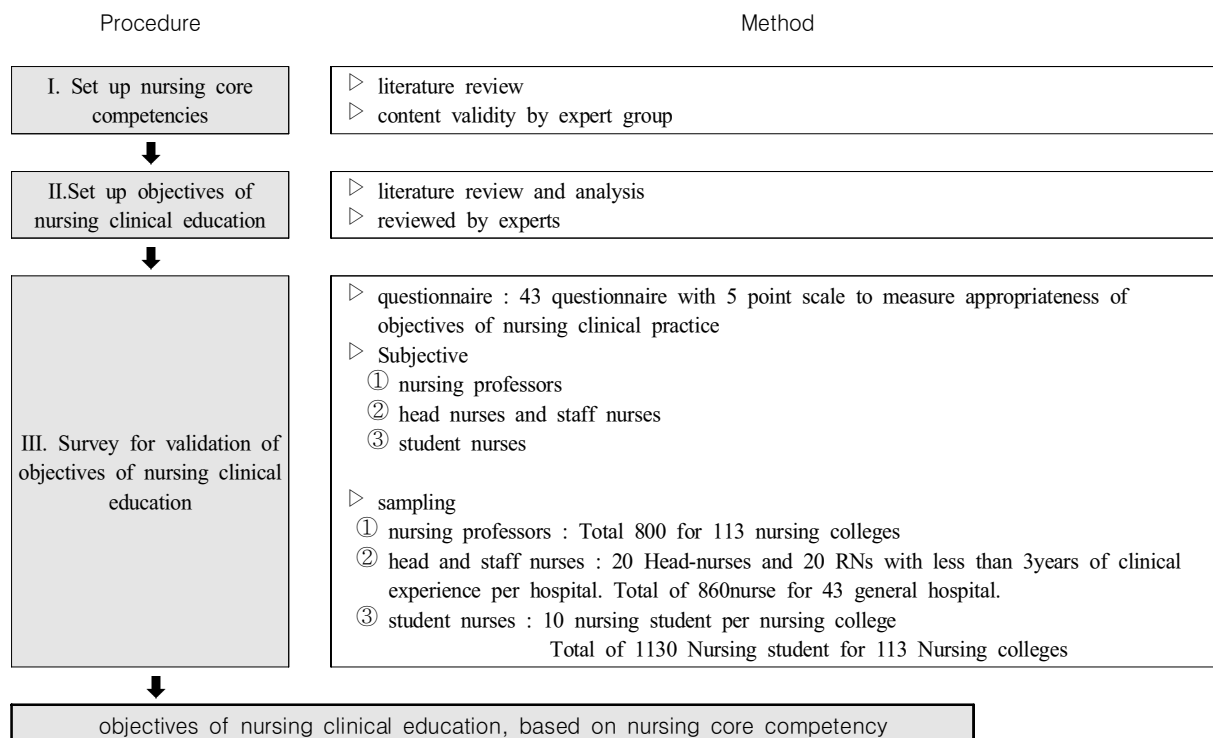 Procedure
Method
I. Set up nursing core
competencies
▷ literature review
▷ content validity by expert group
II.Set up objectives of
nursing clinical education
▷ literature review and analysis
▷ reviewed by experts
III. Survey for validation of
objectives of nursing clinical
education
▷ questionnaire : 43 questionnaire with 5 point scale to measure appropriateness of
objectives of nursing clinical practice
▷ Subjective
① nursing professors
② head nurses and staff nurses
③ student nurses
▷ sampling
① nursing professors : Total 800 for 113 nursing colleges
② head and staff nurses : 20 Head-nurses and 20 RNs with less than 3years of clinical
experience per hospital. Total of 860nurse for 43 general hospital.
③ student nurses : 10 nursing student per nursing college
Total of 1130 Nursing student for 113 Nursing colleges
objectives of nursing clinical education, based on nursing core competency